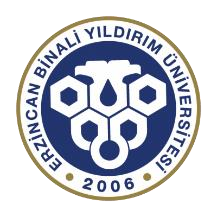 ERZİNCAN BİNALİ YILDIRIM ÜNİVERSİTESİ
• 2006 •